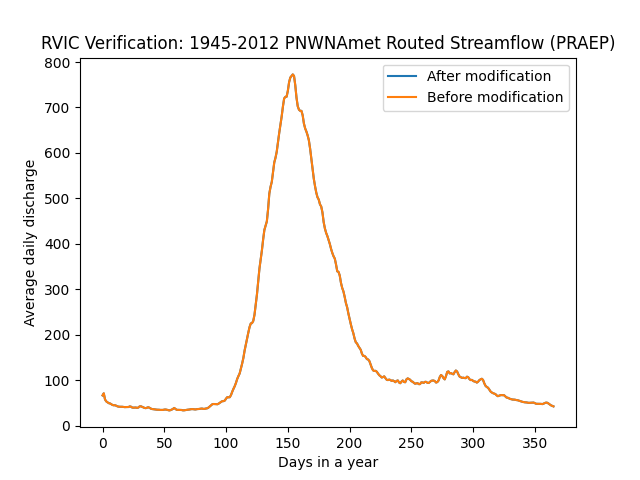 RVIC Verification: 1945-2012 PNWNAmet Routed Streamflow (PRAEP)
After modification
Before modification
800
700
600
500
400
300
200
100
0
Average daily discharge
0 50 100 150 200 250 300 350
Days in a year